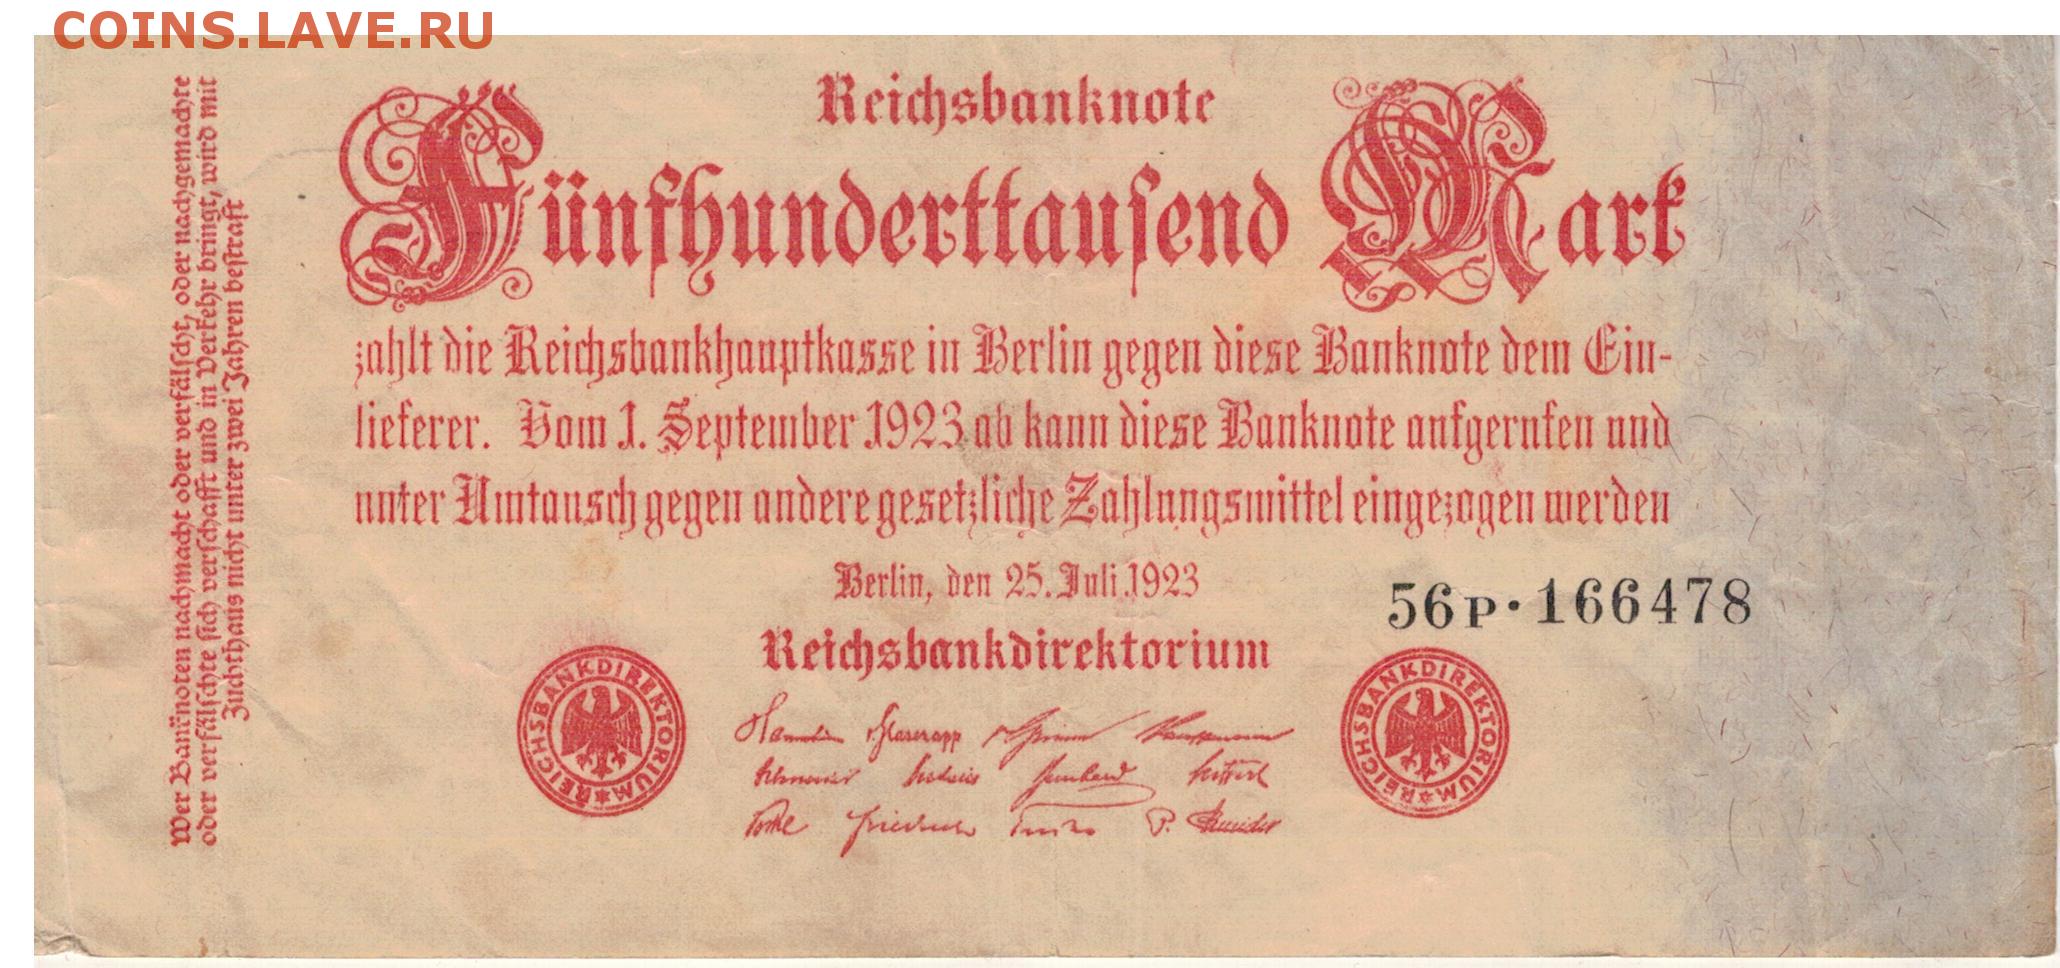 COINS.LAVE.RU
Reichsbanknote
Fünfhunderttausend Mark
zahlt die Reichsbankhauptkasse in Berlin gegen diese Banknote dem Ein-
lieferer. Vom 1. September 1923 ab kann diese Banknote aufgerufen und
unter Umtausch gegen andere gesetzliche Zahlungsmittel eingezogen werden
Berlin, den 25. Juli 1923
56P·166478
Reichsbankdirektorium
REICHSBANKDIREKTORIUM
REICHSBANKDIREKTORIUM
v. Glasenapp
P. Schneider
Wer Banknoten nachmacht oder verfälscht, oder nachgemachte
oder verfälschte sich verschafft und in Verkehr bringt, wird mit
Zuchthaus nicht unter zwei Jahren bestraft